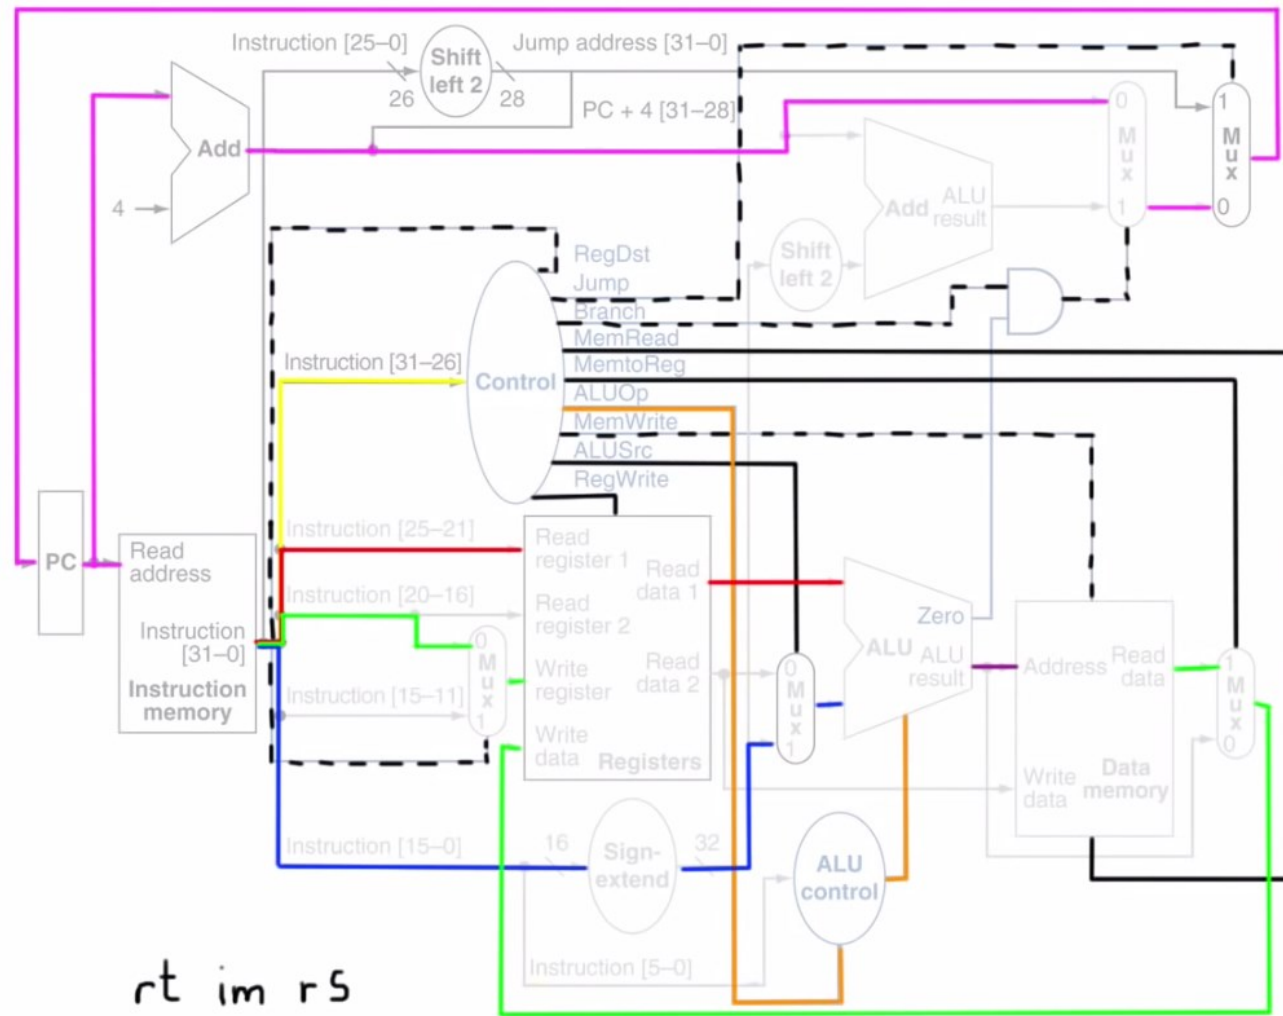 Instruction [25–0]
Shift left 2
Jump address [31–0]
26
28
PC + 4 [31–28]
Add
4
0
M
u
x
1
1
M
u
x
0
Add
ALU
result
Shift
left 2
RegDst
Jump
Branch
MemRead
MemtoReg
ALUOp
MemWrite
ALUSrc
RegWrite
Instruction [31–26]
Control
PC
Read
address
Instruction
[31–0]
Instruction
memory
Instruction [25–21]
Instruction [20–16]
Instruction [15–11]
0
M
u
x
1
Read
register 1
Read
register 2
Write
register
Write
data
Read
data 1
Read
data 2
Registers
0
M
u
x
1
Zero
ALU
ALU
result
Address
Read
data
Write
data
Data
memory
1
M
u
x
0
Instruction [15–0]
16
Sign-
extend
32
ALU
control
Instruction [5–0]
rt im rs